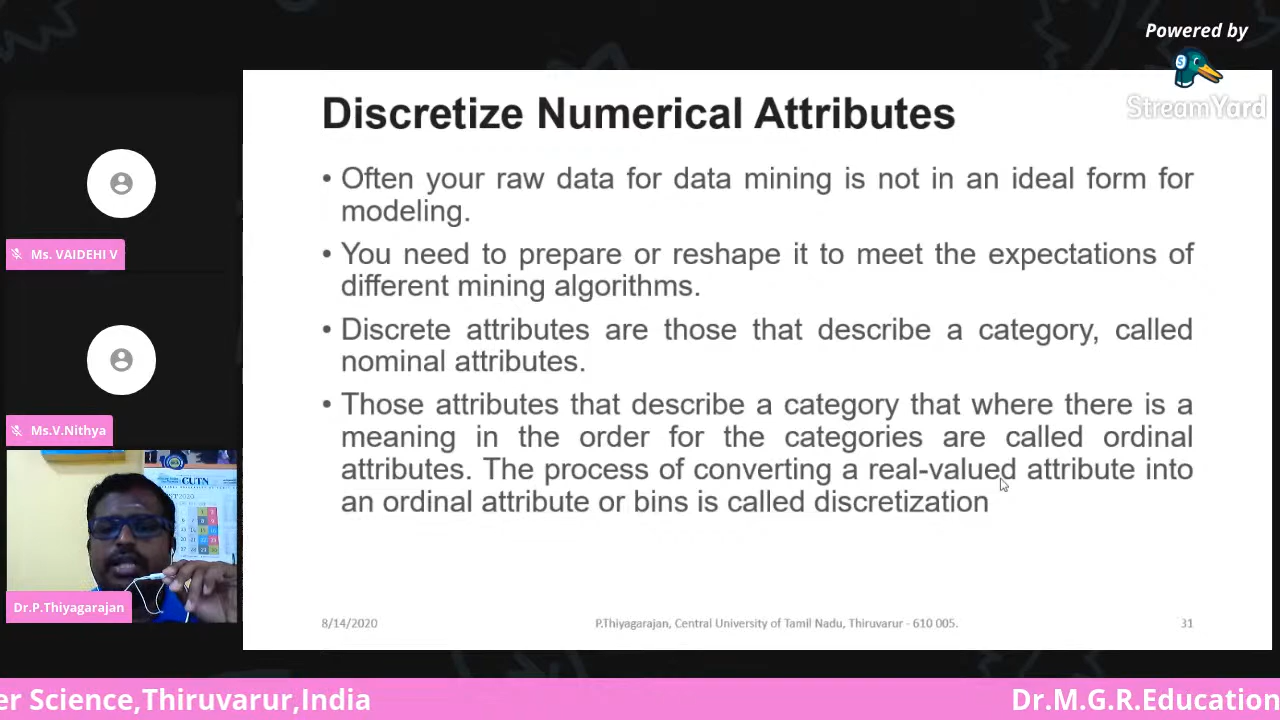 Powered by
StreamYard
Discretize Numerical Attributes
• Often your raw data for data mining is not in an ideal form for
modeling.
• You need to prepare or reshape it to meet the expectations of
different mining algorithms.
• Discrete attributes are those that describe a category, called
nominal attributes.
• Those attributes that describe a category that where there is a
meaning in the order for the categories are called ordinal
attributes. The process of converting a real-valued attribute into
an ordinal attribute or bins is called discretization
8/14/2020
P.Thiyagarajan, Central University of Tamil Nadu, Thiruvarur - 610 005.
31
Ms. VAIDEHI V
Ms.V.Nithya
CUTN
Dr.P.Thiyagarajan
er Science,Thiruvarur,India
Dr.M.G.R.Education